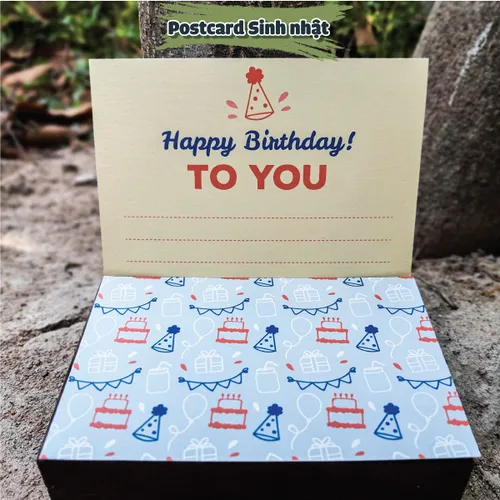 Postcard Sinh nhật
Happy Birthday!
TO YOU